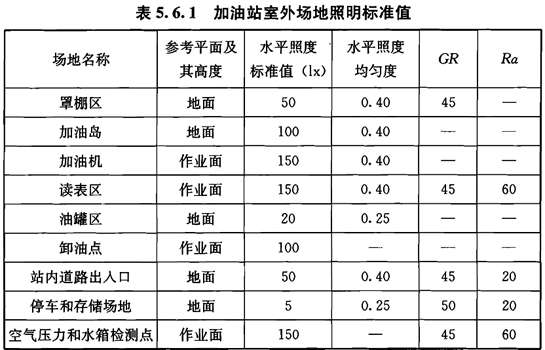 表 5.6.1 加油站室外场地照明标准值
场地名称 参考平面及其高度 水平照度标准值（lx） 水平照度均匀度 GR Ra
罩棚区 地面 50 0.40 45 —
加油岛 地面 100 0.40 — —
加油机 作业面 150 0.40 — —
读表区 作业面 150 0.40 45 60
油罐区 地面 20 0.25 — —
卸油点 作业面 100 — — —
站内道路出入口 地面 50 0.40 45 20
停车和存储场地 地面 5 0.25 50 20
空气压力和水箱检测点 作业面 150 — 45 60